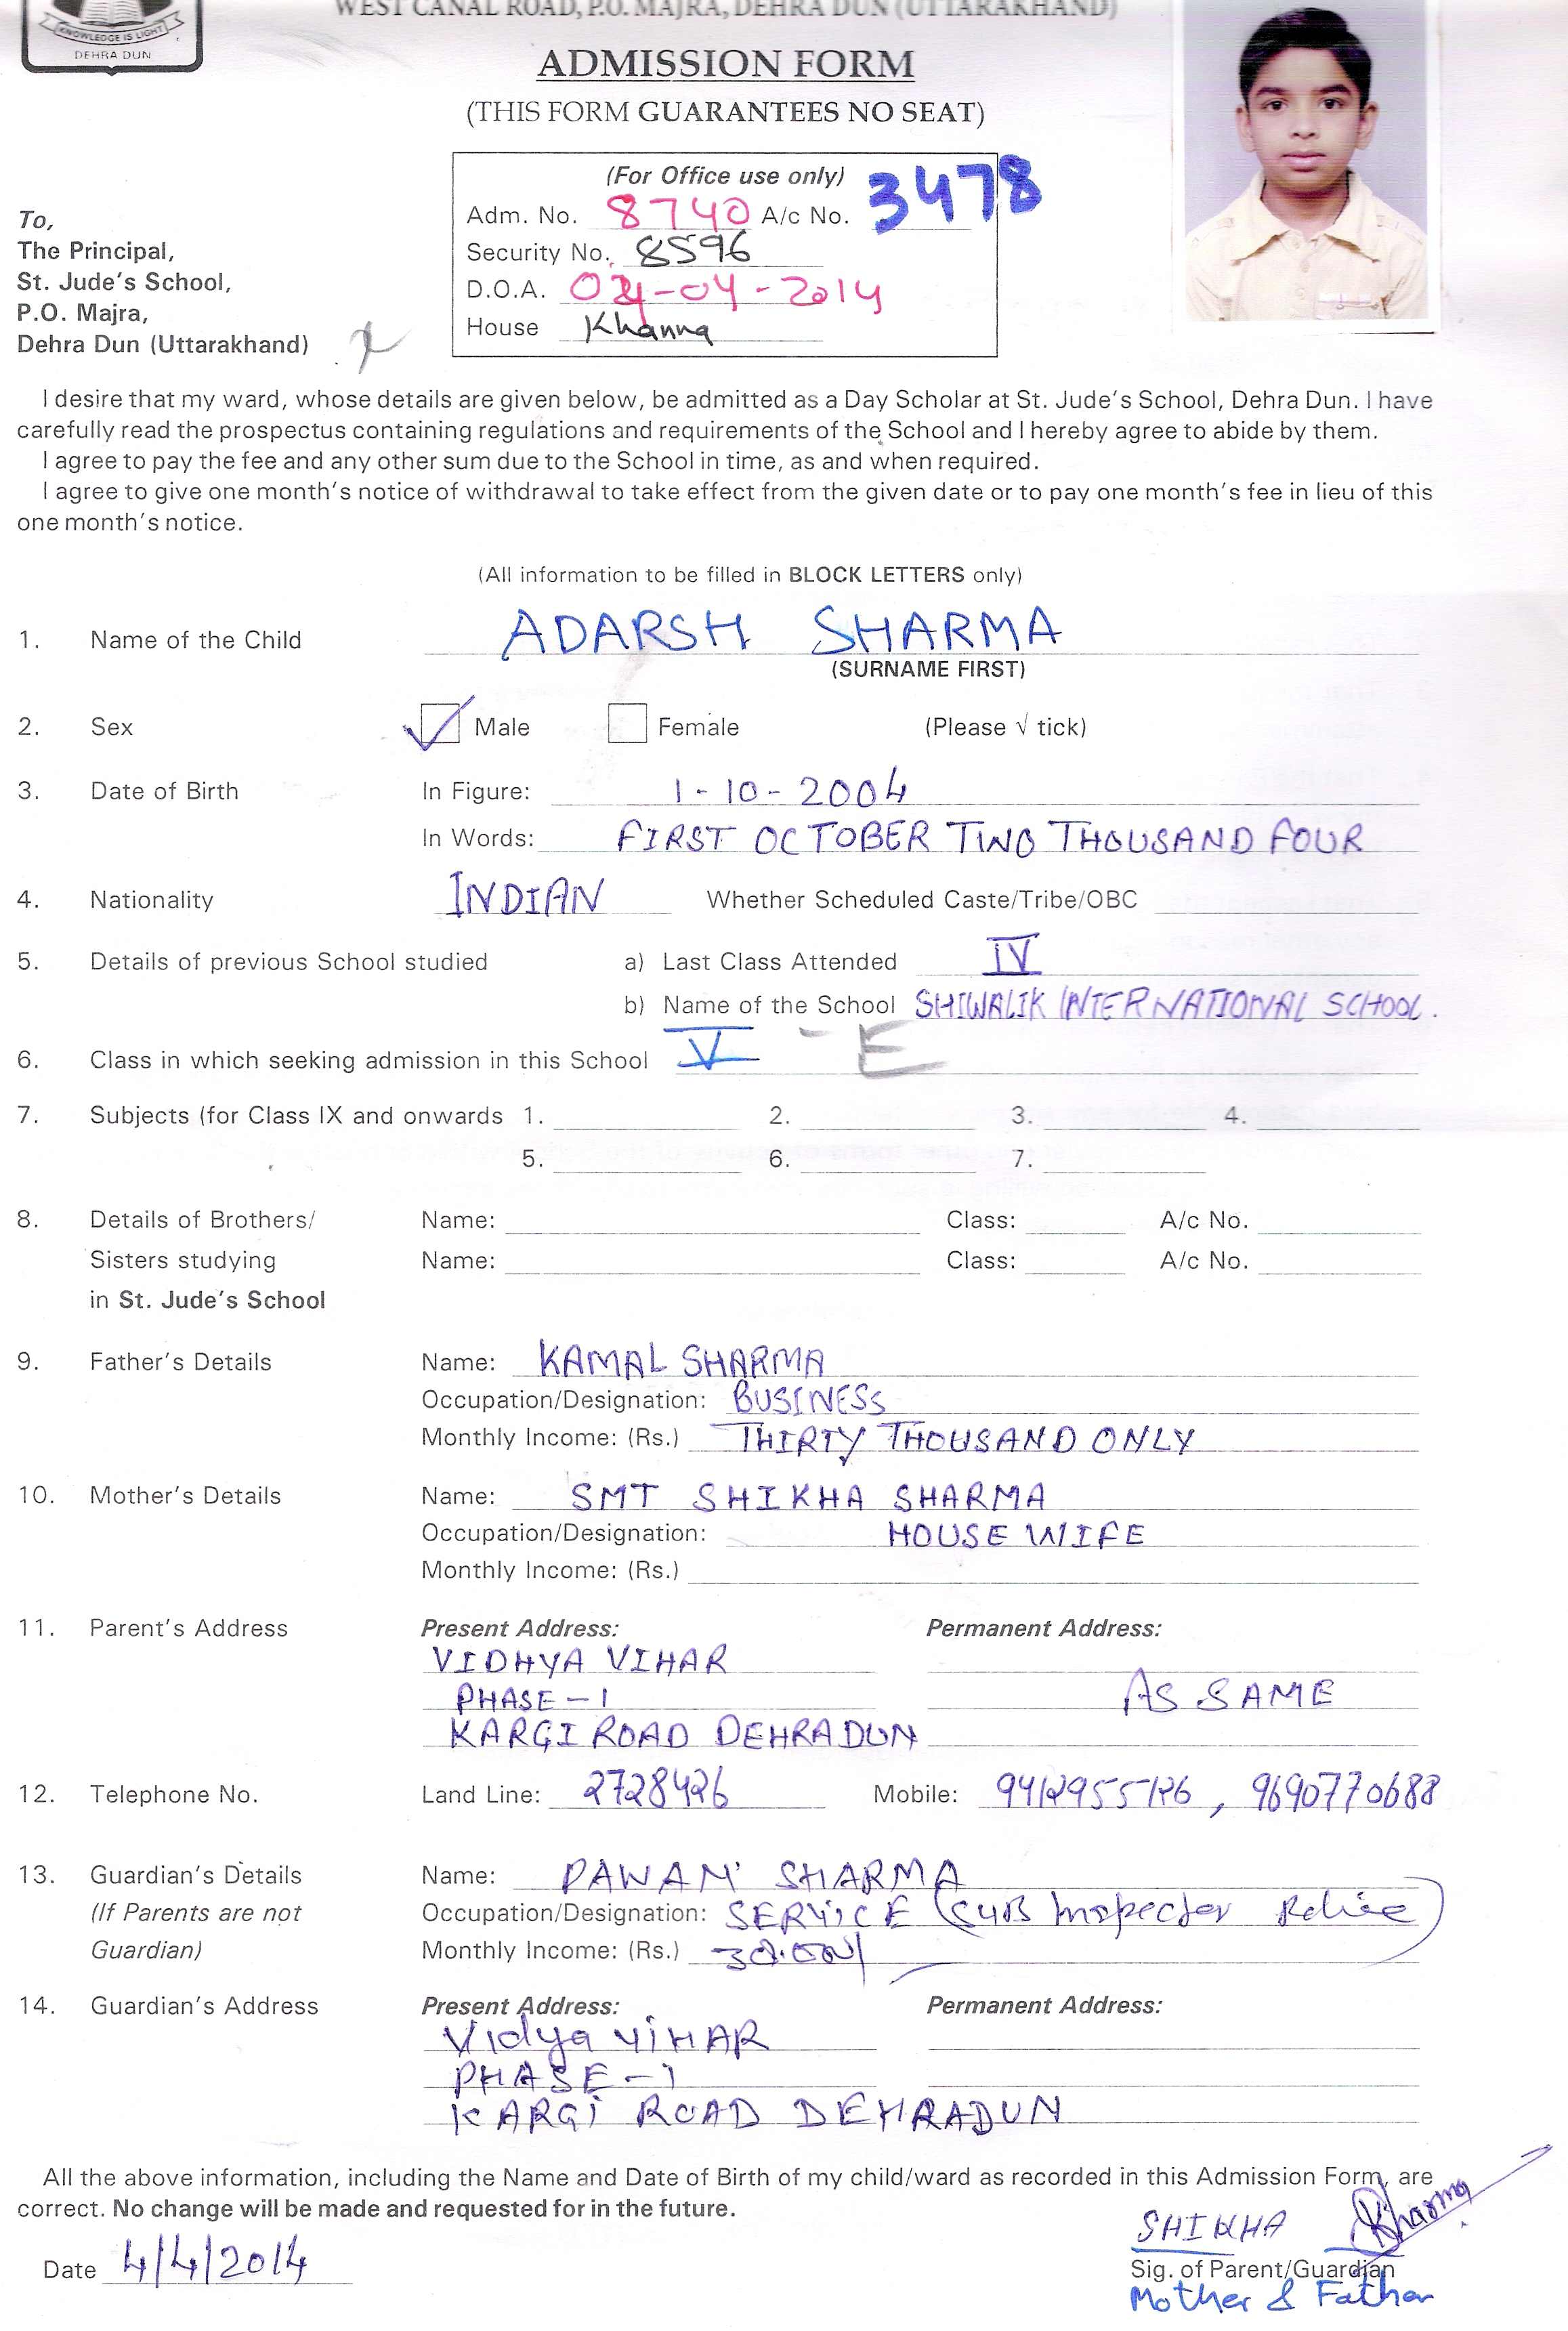 WEST CANAL ROAD, P.O. MAJRA, DEHRA DUN (UTTARAKHAND)
KNOWLEDGE IS LIGHT
DEHRA DUN
ADMISSION FORM
(THIS FORM GUARANTEES NO SEAT)
(For Office use only)
Adm. No. 8740 A/c No. 3478
Security No. 8596
D.O.A. 04-04-2014
House Khanna
To,
The Principal,
St. Jude's School,
P.O. Majra,
Dehra Dun (Uttarakhand)
I desire that my ward, whose details are given below, be admitted as a Day Scholar at St. Jude's School, Dehra Dun. I have
carefully read the prospectus containing regulations and requirements of the School and I hereby agree to abide by them.
I agree to pay the fee and any other sum due to the School in time, as and when required.
I agree to give one month's notice of withdrawal to take effect from the given date or to pay one month's fee in lieu of this
one month's notice.
(All information to be filled in BLOCK LETTERS only)
1. Name of the Child ADARSH SHARMA
(SURNAME FIRST)
2. Sex Male Female (Please √ tick)
3. Date of Birth In Figure: 1-10-2004
In Words: FIRST OCTOBER TWO THOUSAND FOUR
4. Nationality INDIAN Whether Scheduled Caste/Tribe/OBC
5. Details of previous School studied a) Last Class Attended IV
b) Name of the School SHIWALIK INTERNATIONAL SCHOOL.
6. Class in which seeking admission in this School V - E
7. Subjects (for Class IX and onwards 1. 2. 3. 4.
5. 6. 7.
8. Details of Brothers/ Name: Class: A/c No.
Sisters studying Name: Class: A/c No.
in St. Jude's School
9. Father's Details Name: KAMAL SHARMA
Occupation/Designation: BUSINESS
Monthly Income: (Rs.) THIRTY THOUSAND ONLY
10. Mother's Details Name: SMT SHIKHA SHARMA
Occupation/Designation: HOUSE WIFE
Monthly Income: (Rs.)
11. Parent's Address Present Address: Permanent Address:
VIDHYA VIHAR
PHASE-1 AS SAME
KARGI ROAD DEHRADUN
12. Telephone No. Land Line: 2728426 Mobile: 9412955126, 9690770688
13. Guardian's Details Name: PAWAN SHARMA
(If Parents are not Occupation/Designation: SERVICE (SUB Inspector Police)
Guardian) Monthly Income: (Rs.)
14. Guardian's Address Present Address: Permanent Address:
Vidya viHAR
PHASE-1
KARGi ROAD DEHRADUN
All the above information, including the Name and Date of Birth of my child/ward as recorded in this Admission Form, are
correct. No change will be made and requested for in the future.
SHIKHA KSharma
Date 4/4/2014 Sig. of Parent/Guardian
Mother & Father